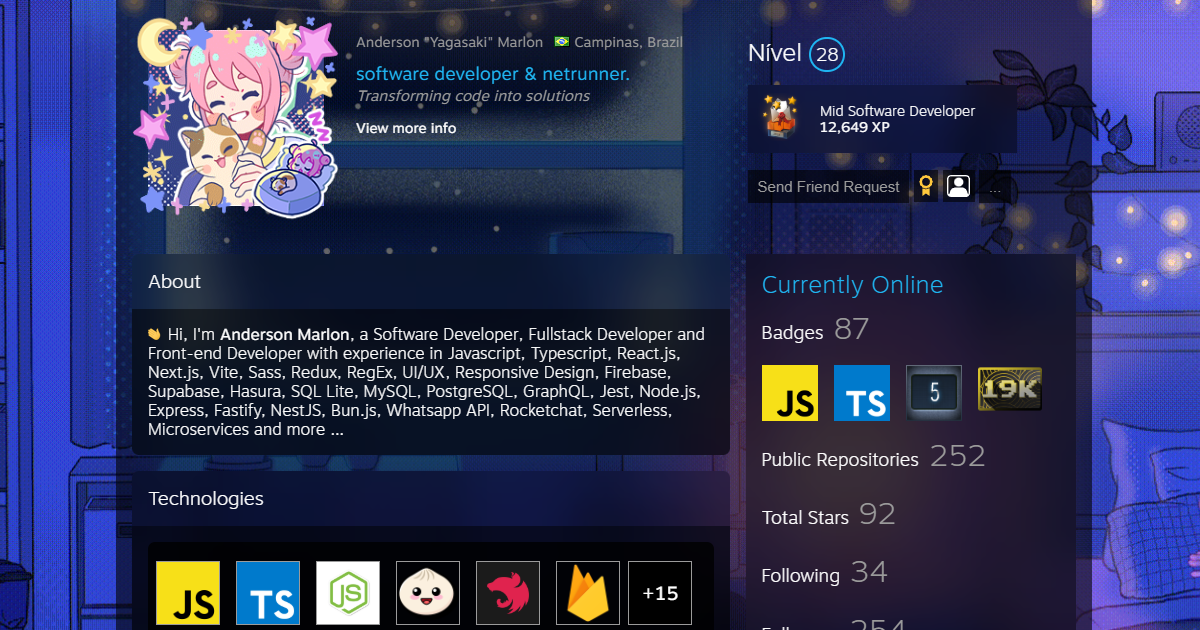 Anderson "Yagasaki" Marlon Campinas, Brazil
software developer & netrunner.
Transforming code into solutions
View more info
Nível 28
Mid Software Developer
12,649 XP
Send Friend Request ...
About
Hi, I'm Anderson Marlon, a Software Developer, Fullstack Developer and
Front-end Developer with experience in Javascript, Typescript, React.js,
Next.js, Vite, Sass, Redux, RegEx, UI/UX, Responsive Design, Firebase,
Supabase, Hasura, SQL Lite, MySQL, PostgreSQL, GraphQL, Jest, Node.js,
Express, Fastify, NestJS, Bun.js, Whatsapp API, Rocketchat, Serverless,
Microservices and more ...
Technologies
JS TS JS +15
Currently Online
Badges 87
JS TS 5 19K
Public Repositories 252
Total Stars 92
Following 34
254